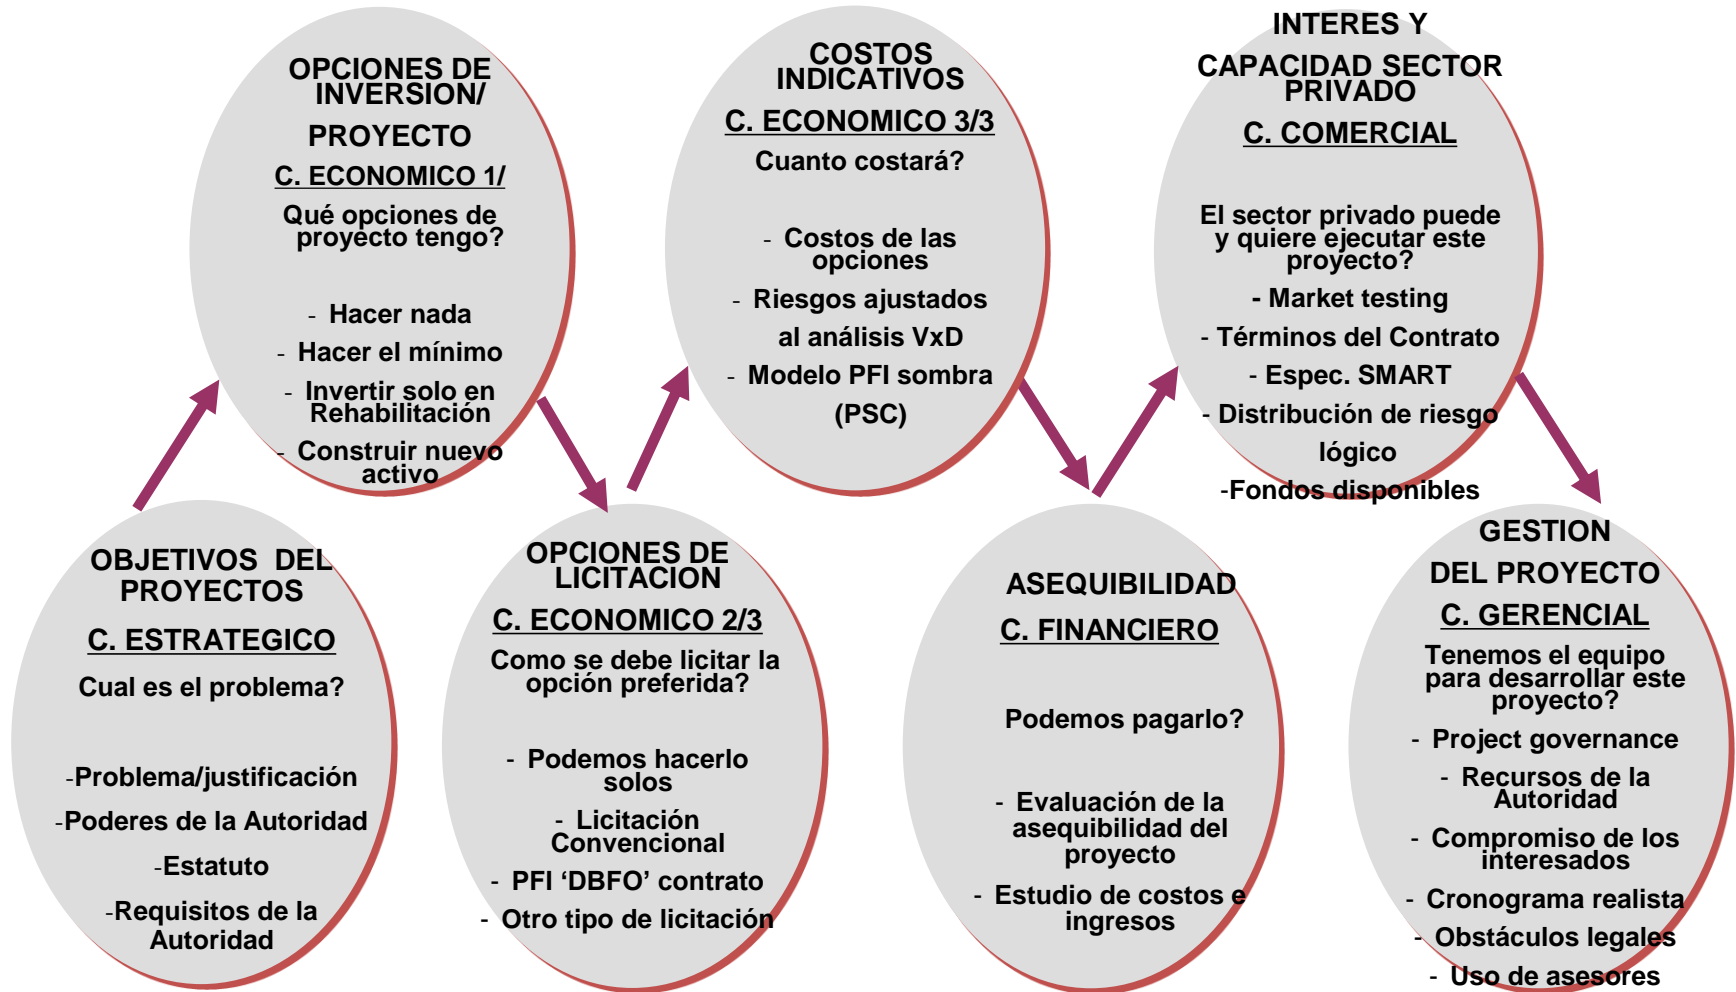 OBJETIVOS DEL
PROYECTOS
C. ESTRATEGICO
Cual es el problema?
-Problema/justificación
-Poderes de la Autoridad
-Estatuto
-Requisitos de la
Autoridad
OPCIONES DE
INVERSION/
PROYECTO
C. ECONOMICO 1/
Qué opciones de
proyecto tengo?
- Hacer nada
- Hacer el mínimo
- Invertir solo en
Rehabilitación
- Construir nuevo
activo
OPCIONES DE
LICITACION
C. ECONOMICO 2/3
Como se debe licitar la
opción preferida?
- Podemos hacerlo
solos
- Licitación
Convencional
- PFI ‘DBFO’ contrato
- Otro tipo de licitación
COSTOS
INDICATIVOS
C. ECONOMICO 3/3
Cuanto costará?
- Costos de las
opciones
- Riesgos ajustados
al análisis VxD
- Modelo PFI sombra
(PSC)
ASEQUIBILIDAD
C. FINANCIERO
Podemos pagarlo?
- Evaluación de la
asequibilidad del
proyecto
- Estudio de costos e
ingresos
INTERES Y
CAPACIDAD SECTOR
PRIVADO
C. COMERCIAL
El sector privado puede
y quiere ejecutar este
proyecto?
- Market testing
- Términos del Contrato
- Espec. SMART
- Distribución de riesgo
lógico
-Fondos disponibles
GESTION
DEL PROYECTO
C. GERENCIAL
Tenemos el equipo
para desarrollar este
proyecto?
- Project governance
- Recursos de la
Autoridad
- Compromiso de los
interesados
- Cronograma realista
- Obstáculos legales
- Uso de asesores